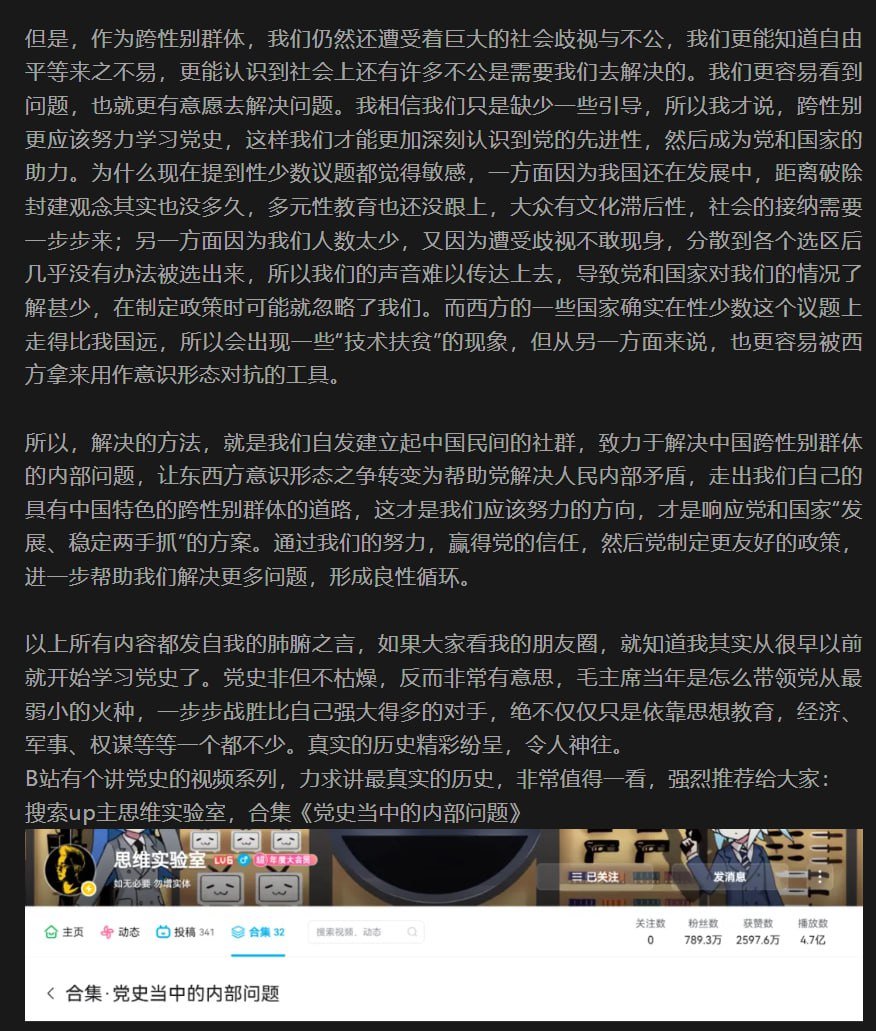 但是，作为跨性别群体，我们仍然还遭受着巨大的社会歧视与不公，我们更能知道自由
平等来之不易，更能认识到社会上还有许多不公是需要我们去解决的。我们更容易看到
问题，也就更有意愿去解决问题。我相信我们只是缺少一些引导，所以我才说，跨性别
更应该努力学习党史，这样我们才能更加深刻认识到党的先进性，然后成为党和国家的
助力。为什么现在提到性少数议题都觉得敏感，一方面因为我国还在发展中，距离破除
封建观念其实也没多久，多元性教育也还没跟上，大众有文化滞后性，社会的接纳需要
一步步来；另一方面因为我们人数太少，又因为遭受歧视不敢现身，分散到各个选区后
几乎没有办法被选出来，所以我们的声音难以传达上去，导致党和国家对我们的情况了
解甚少，在制定政策时可能就忽略了我们。而西方的一些国家确实在性少数这个议题上
走得比我国远，所以会出现一些“技术扶贫”的现象，但从另一方面来说，也更容易被西
方拿来用作意识形态对抗的工具。
所以，解决的方法，就是我们自发建立起中国民间的社群，致力于解决中国跨性别群体
的内部问题，让东西方意识形态之争转变为帮助党解决人民内部矛盾，走出我们自己的
具有中国特色的跨性别群体的道路，这才是我们应该努力的方向，才是响应党和国家“发
展、稳定两手抓”的方案。通过我们的努力，赢得党的信任，然后党制定更友好的政策，
进一步帮助我们解决更多问题，形成良性循环。
以上所有内容都发自我的肺腑之言，如果大家看我的朋友圈，就知道我其实从很早以前
就开始学习党史了。党史非但不枯燥，反而非常有意思，毛主席当年是怎么带领党从最
弱小的火种，一步步战胜比自己强大得多的对手，绝不仅仅只是依靠思想教育，经济、
军事、权谋等等一个都不少。真实的历史精彩纷呈，令人神往。
B站有个讲党史的视频系列，力求讲最真实的历史，非常值得一看，强烈推荐给大家：
搜索up主思维实验室，合集《党史当中的内部问题》
思维实验室 LV6 年度大会员
如无必要 勿增实体
已关注 发消息
主页 动态 投稿 341 合集 32 搜索视频、动态
关注数 粉丝数 获赞数 播放数
0 789.3万 2597.6万 4.7亿
合集·党史当中的内部问题